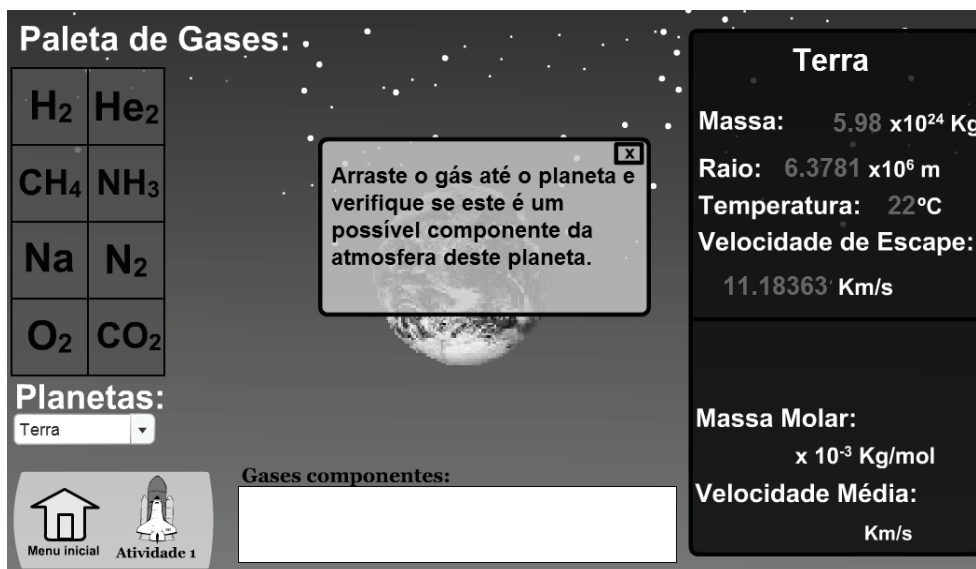 Paleta de Gases:
H₂ He₂
CH₄ NH₃
Na N₂
O₂ CO₂
Planetas:
Terra
Menu inicial
Atividade 1
x
Arraste o gás até o planeta e
verifique se este é um
possível componente da
atmosfera deste planeta.
Gases componentes:
Terra
Massa: 5.98 x10²⁴ Kg
Raio: 6.3781 x10⁶ m
Temperatura: 22ºC
Velocidade de Escape:
11.18363 Km/s
Massa Molar:
x 10⁻³ Kg/mol
Velocidade Média:
Km/s